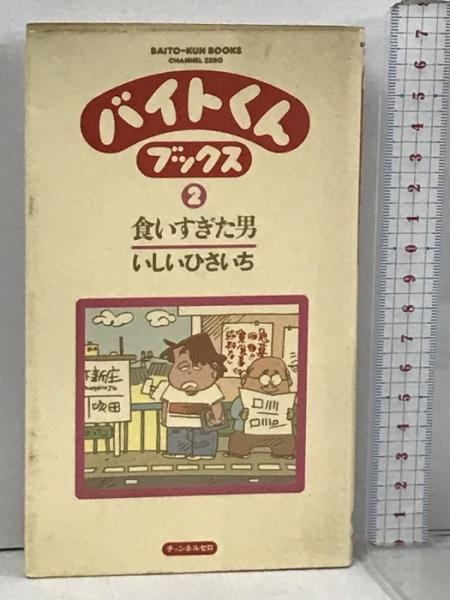 BAITO-KUN BOOKS
CHANNEL ZERO
バイトくん
ブックス
2
食いすぎた男
いしいひさいち
新庄
吹田
チャンネルゼロ